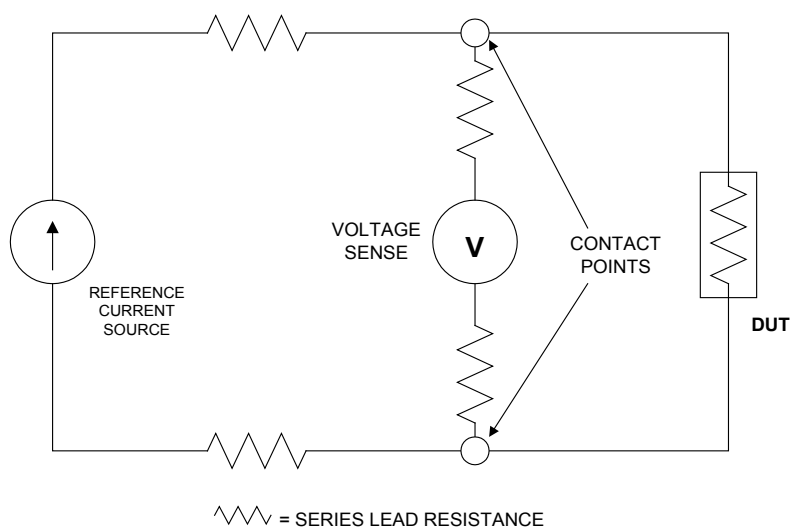 VOLTAGE
SENSE
V
CONTACT
POINTS
REFERENCE
CURRENT
SOURCE
DUT
= SERIES LEAD RESISTANCE